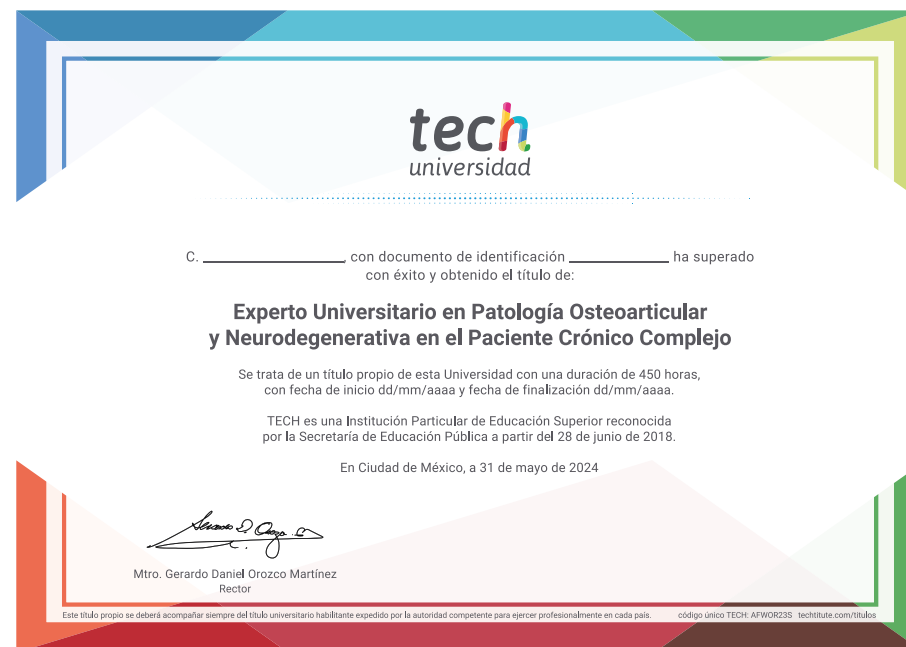 tech
universidad
C. ____________, con documento de identificación ____________ ha superado
con éxito y obtenido el título de:
Experto Universitario en Patología Osteoarticular
y Neurodegenerativa en el Paciente Crónico Complejo
Se trata de un título propio de esta Universidad con una duración de 450 horas,
con fecha de inicio dd/mm/aaaa y fecha de finalización dd/mm/aaaa.
TECH es una Institución Particular de Educación Superior reconocida
por la Secretaría de Educación Pública a partir del 28 de junio de 2018.
En Ciudad de México, a 31 de mayo de 2024
Mtro. Gerardo Daniel Orozco Martínez
Rector
Este título propio se deberá acompañar siempre del título universitario habilitante expedido por la autoridad competente para ejercer profesionalmente en cada país. código único TECH: AFWOR23S techtitute.com/titulos